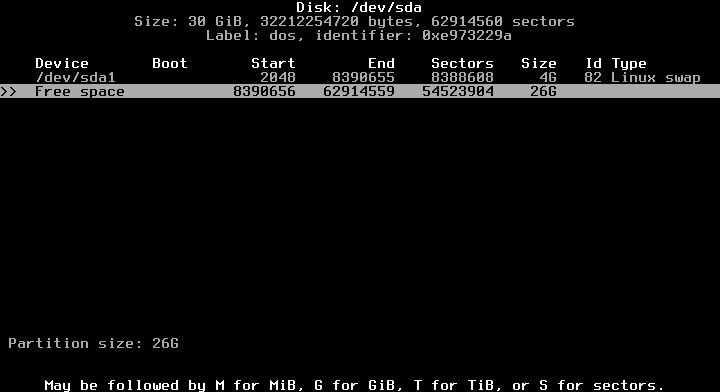 Disk: /dev/sda
Size: 30 GiB, 32212254720 bytes, 62914560 sectors
Label: dos, identifier: 0xe973229a
Device Boot Start End Sectors Size Id Type
/dev/sda1 2048 8390655 8388608 4G 82 Linux swap
>> Free space 8390656 62914559 54523904 26G
Partition size: 26G
May be followed by M for MiB, G for GiB, T for TiB, or S for sectors.